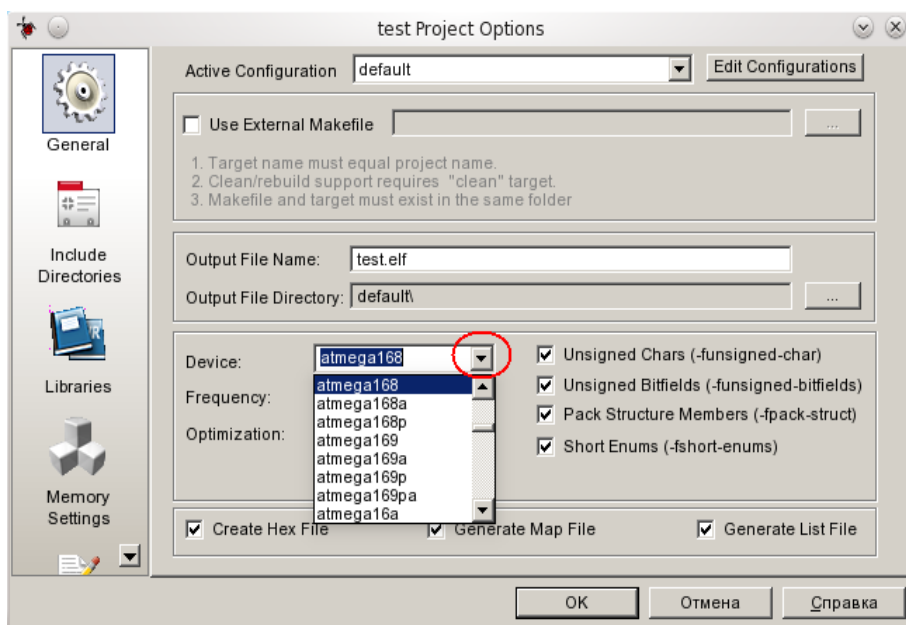 test Project Options
General
Include
Directories
Libraries
Memory
Settings
Active Configuration default Edit Configurations
Use External Makefile ...
1. Target name must equal project name.
2. Clean/rebuild support requires "clean" target.
3. Makefile and target must exist in the same folder
Output File Name: test.elf
Output File Directory: default\ ...
Device: atmega168
Frequency:
Optimization:
atmega168
atmega168a
atmega168p
atmega169
atmega169a
atmega169p
atmega169pa
atmega16a
Unsigned Chars (-funsigned-char)
Unsigned Bitfields (-funsigned-bitfields)
Pack Structure Members (-fpack-struct)
Short Enums (-fshort-enums)
Create Hex File Generate Map File Generate List File
OK Отмена Справка